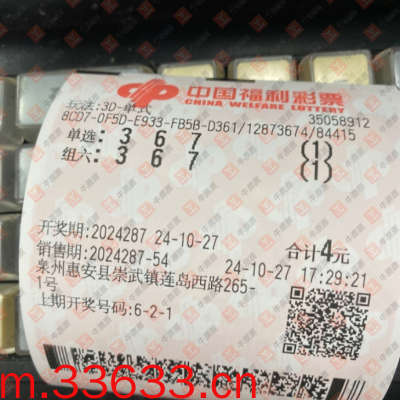 中国福利彩票
CHINA WELFARE LOTTERY
玩法:3D-单式 35058912
8C07-0F5D-E933-FB5B-D361/12873674/84415
单选: 3 6 7 (1)
组六: 3 6 7 (1)
开奖期:2024287 24-10-27 合计4元
销售期:2024287-54 24-10-27 17:29:21
泉州惠安县崇武镇莲岛西路265-
1号
上期开奖号码:6-2-1
m.33633.cn